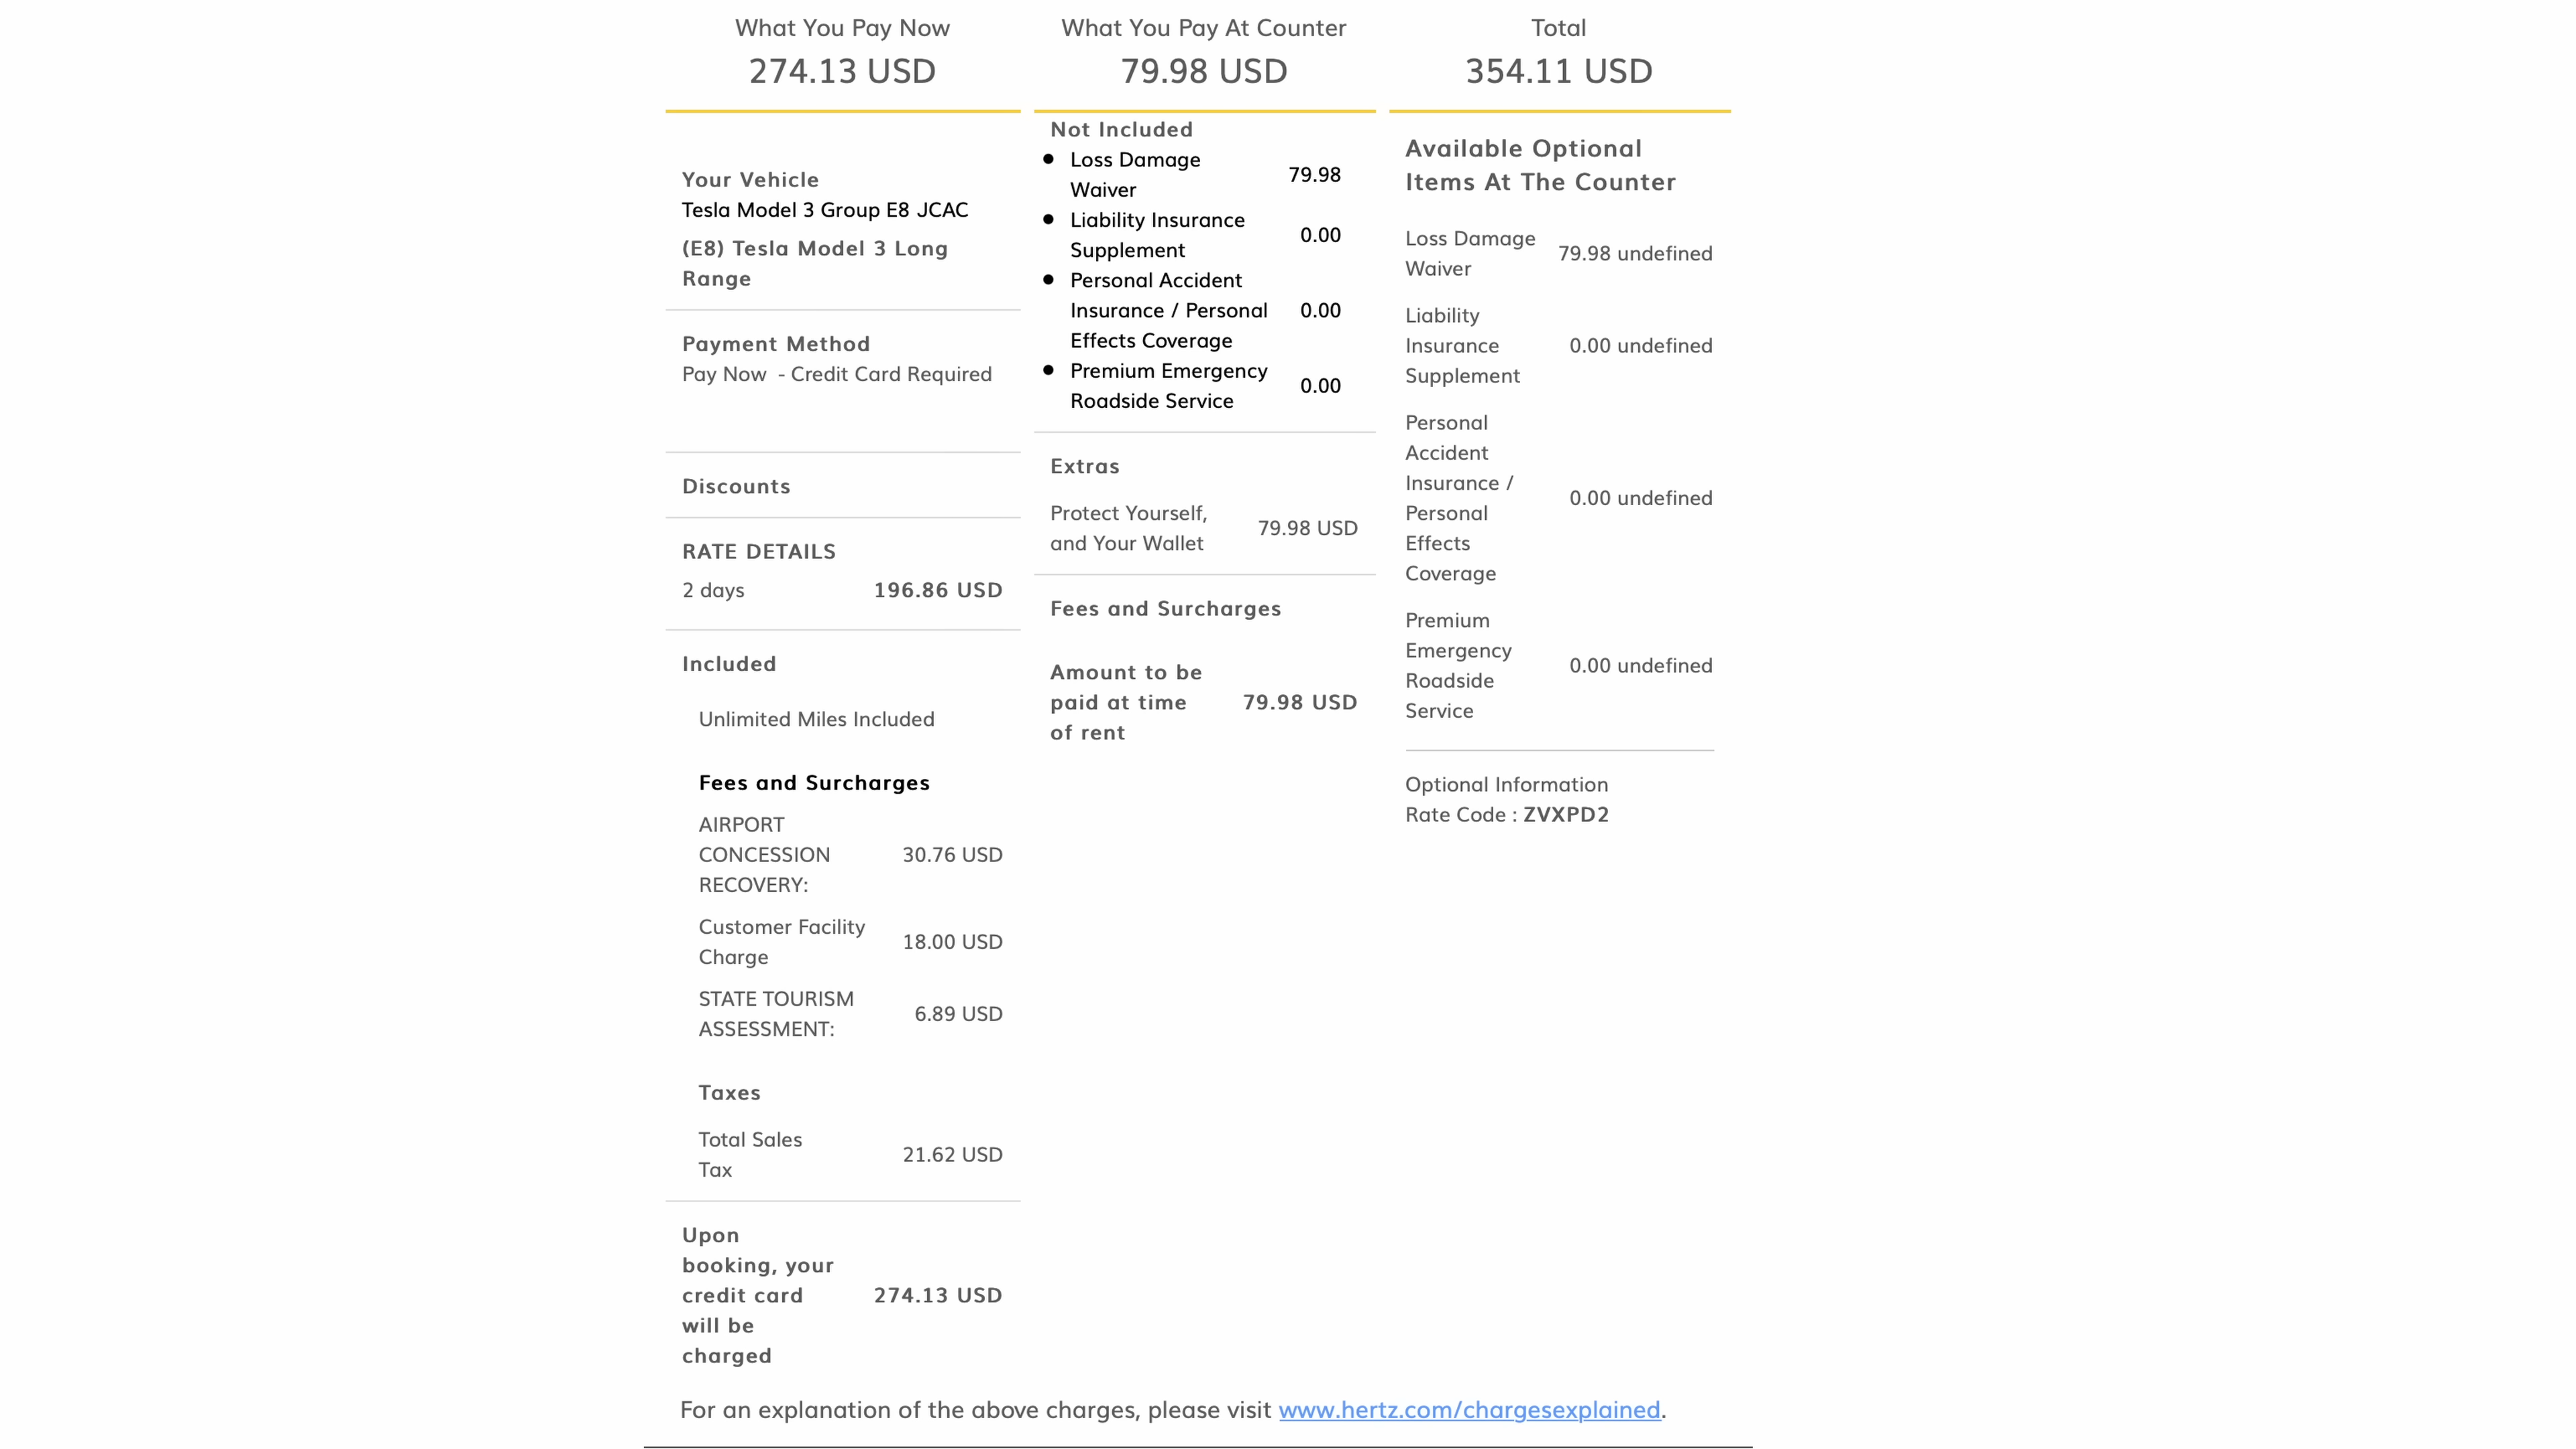 What You Pay Now
274.13 USD
Your Vehicle
Tesla Model 3 Group E8 JCAC
(E8) Tesla Model 3 Long
Range
Payment Method
Pay Now - Credit Card Required
Discounts
RATE DETAILS
2 days 196.86 USD
Included
Unlimited Miles Included
Fees and Surcharges
AIRPORT
CONCESSION 30.76 USD
RECOVERY:
Customer Facility
Charge 18.00 USD
STATE TOURISM
ASSESSMENT: 6.89 USD
Taxes
Total Sales
Tax 21.62 USD
Upon
booking, your
credit card 274.13 USD
will be
charged
What You Pay At Counter
79.98 USD
Not Included
• Loss Damage
Waiver 79.98
• Liability Insurance
Supplement 0.00
• Personal Accident
Insurance / Personal 0.00
Effects Coverage
• Premium Emergency
Roadside Service 0.00
Extras
Protect Yourself,
and Your Wallet 79.98 USD
Fees and Surcharges
Amount to be
paid at time 79.98 USD
of rent
Total
354.11 USD
Available Optional
Items At The Counter
Loss Damage
Waiver 79.98 undefined
Liability
Insurance 0.00 undefined
Supplement
Personal
Accident
Insurance / 0.00 undefined
Personal
Effects
Coverage
Premium
Emergency
Roadside 0.00 undefined
Service
Optional Information
Rate Code : ZVXPD2
For an explanation of the above charges, please visit www.hertz.com/chargesexplained.